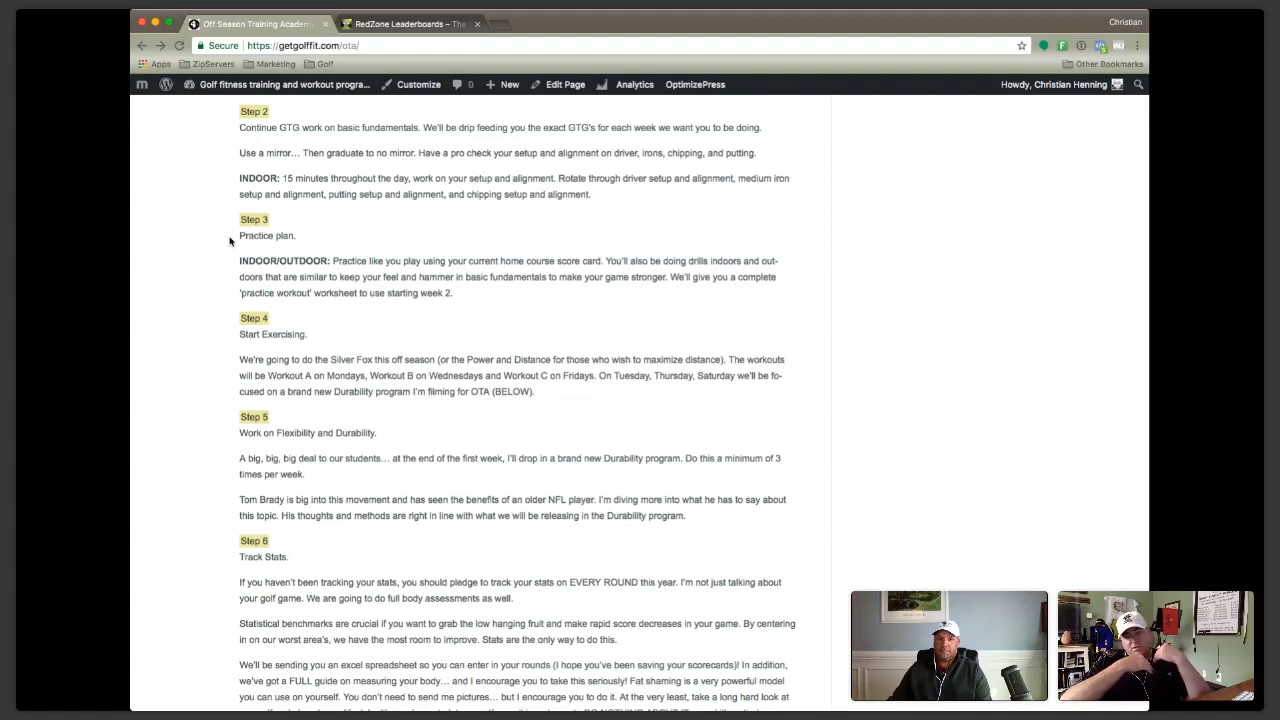 Off Season Training Academy
RedZone Leaderboards – The
Christian
Secure
https://getgolffit.com/ota/
Apps
ZipServers
Marketing
Golf
Other Bookmarks
Golf fitness training and workout progra...
Customize
0
New
Edit Page
Analytics
OptimizePress
Howdy, Christian Henning
Step 2
Continue GTG work on basic fundamentals. We'll be drip feeding you the exact GTG's for each week we want you to be doing.
Use a mirror… Then graduate to no mirror. Have a pro check your setup and alignment on driver, irons, chipping, and putting.
INDOOR: 15 minutes throughout the day, work on your setup and alignment. Rotate through driver setup and alignment, medium iron
setup and alignment, putting setup and alignment, and chipping setup and alignment.
Step 3
Practice plan.
INDOOR/OUTDOOR: Practice like you play using your current home course score card. You'll also be doing drills indoors and out-
doors that are similar to keep your feel and hammer in basic fundamentals to make your game stronger. We'll give you a complete
'practice workout' worksheet to use starting week 2.
Step 4
Start Exercising.
We're going to do the Silver Fox this off season (or the Power and Distance for those who wish to maximize distance). The workouts
will be Workout A on Mondays, Workout B on Wednesdays and Workout C on Fridays. On Tuesday, Thursday, Saturday we'll be fo-
cused on a brand new Durability program I'm filming for OTA (BELOW).
Step 5
Work on Flexibility and Durability.
A big, big, big deal to our students… at the end of the first week, I'll drop in a brand new Durability program. Do this a minimum of 3
times per week.
Tom Brady is big into this movement and has seen the benefits of an older NFL player. I'm diving more into what he has to say about
this topic. His thoughts and methods are right in line with what we will be releasing in the Durability program.
Step 6
Track Stats.
If you haven't been tracking your stats, you should pledge to track your stats on EVERY ROUND this year. I'm not just talking about
your golf game. We are going to do full body assessments as well.
Statistical benchmarks are crucial if you want to grab the low hanging fruit and make rapid score decreases in your game. By centering
in on our worst area's, we have the most room to improve. Stats are the only way to do this.
We'll be sending you an excel spreadsheet so you can enter in your rounds (I hope you've been saving your scorecards)! In addition,
we've got a FULL guide on measuring your body… and I encourage you to take this seriously! Fat shaming is a very powerful model
you can use on yourself. You don't need to send me pictures… but I encourage you to do it. At the very least, take a long hard look at